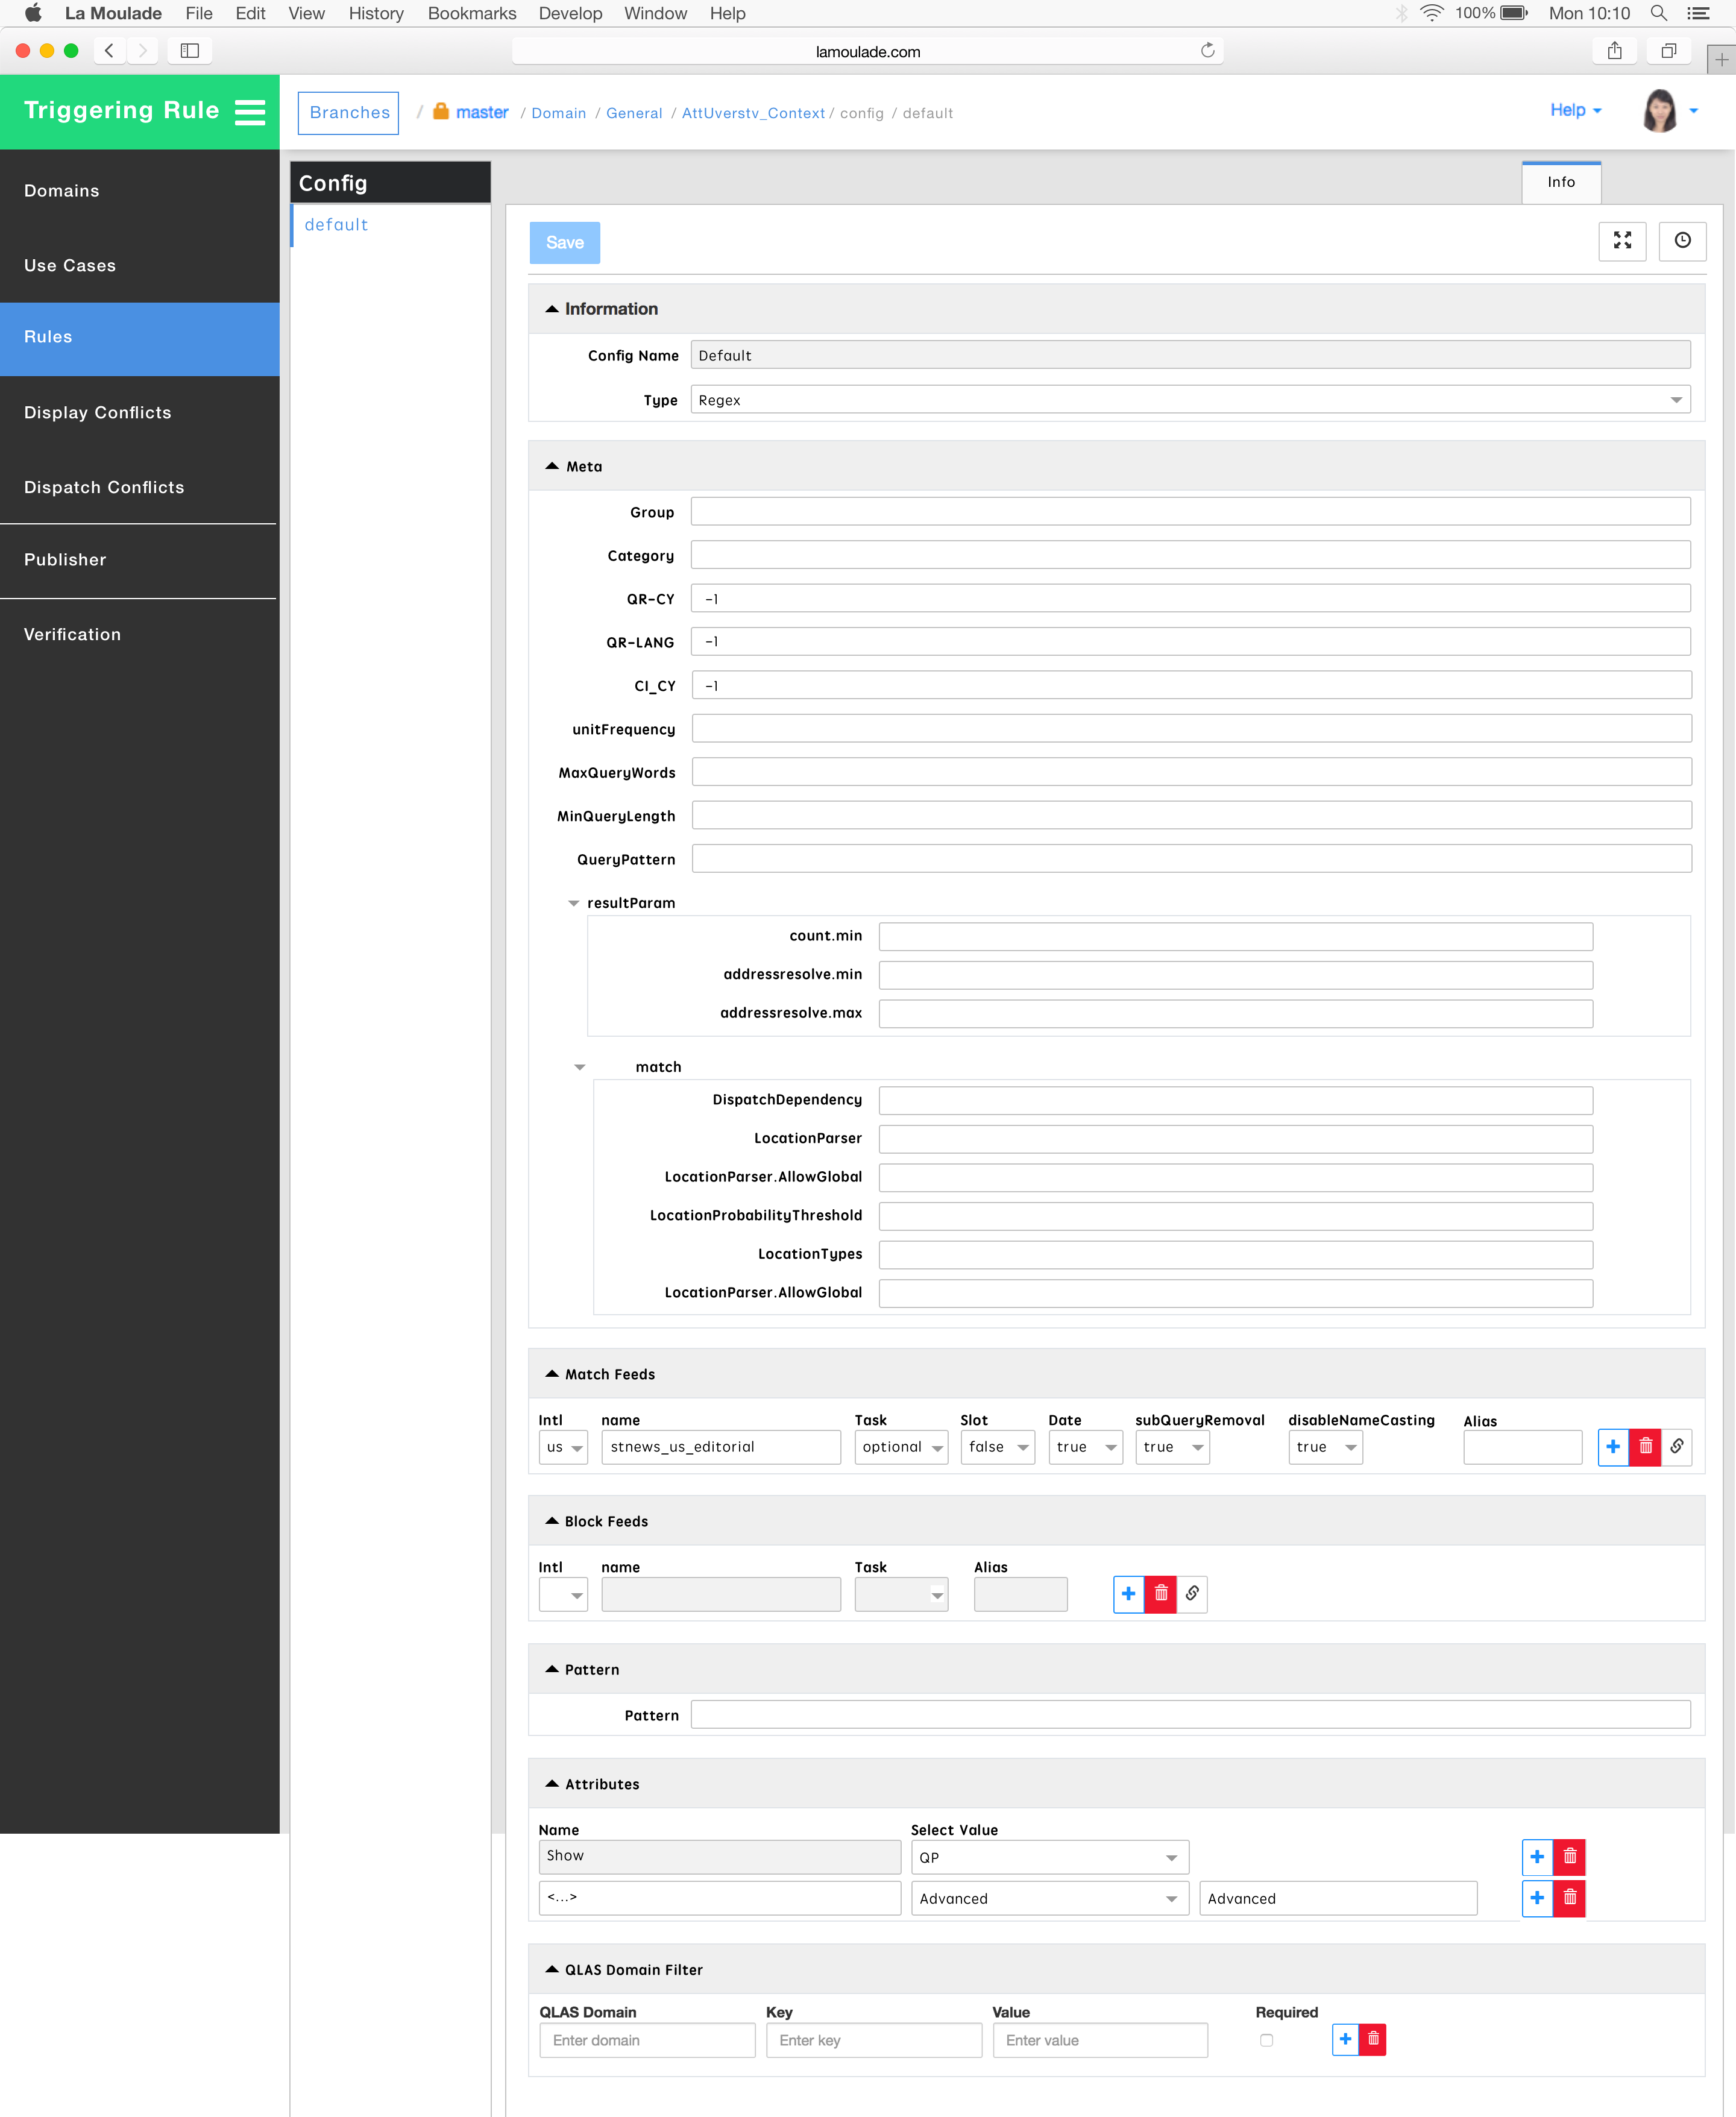 La Moulade File Edit View History Bookmarks Develop Window Help 100% Mon 10:10
lamoulade.com
Triggering Rule
Branches / master / Domain / General / AttUverstv_Context / config / default
Help
Domains
Use Cases
Rules
Display Conflicts
Dispatch Conflicts
Publisher
Verification
Config
default
Info
Save
Information
Config Name Default
Type Regex
Meta
Group
Category
QR-CY -1
QR-LANG -1
CI_CY -1
unitFrequency
MaxQueryWords
MinQueryLength
QueryPattern
resultParam
count.min
addressresolve.min
addressresolve.max
match
DispatchDependency
LocationParser
LocationParser.AllowGlobal
LocationProbabilityThreshold
LocationTypes
LocationParser.AllowGlobal
Match Feeds
Intl name Task Slot Date subQueryRemoval disableNameCasting Alias
us stnews_us_editorial optional false true true true
Block Feeds
Intl name Task Alias
Pattern
Pattern
Attributes
Name Select Value
Show QP
<...> Advanced Advanced
QLAS Domain Filter
QLAS Domain Key Value Required
Enter domain Enter key Enter value